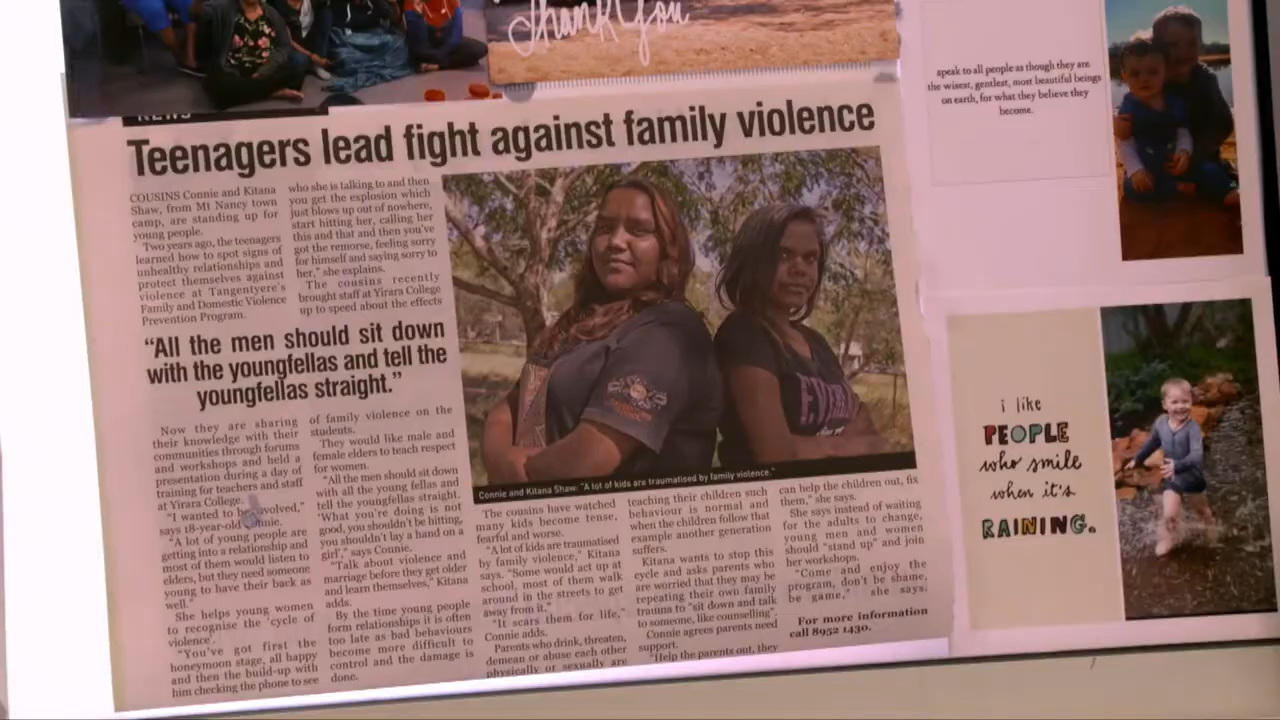 Thank You
NEWS
Teenagers lead fight against family violence
COUSINS Connie and Kitana
Shaw, from Mt Nancy town
camp, are standing up for
young people.
Two years ago, the teenagers
learned how to spot signs of
unhealthy relationships and
protect themselves against
violence at Tangentyere's
Family and Domestic Violence
Prevention Program.
who she is talking to and then
you get the explosion which
just blows up out of nowhere,
start hitting her, calling her
this and that and then you've
got the remorse, feeling sorry
for himself and saying sorry to
her," she explains.
The cousins recently
brought staff at Yirara College
up to speed about the effects
"All the men should sit down
with the youngfellas and tell the
youngfellas straight."
Now they are sharing
their knowledge with their
communities through forums
and workshops and held a
presentation during a day of
training for teachers and staff
at Yirara College.
"I wanted to be involved,"
says 18-year-old Connie.
"A lot of young people are
getting into a relationship and
most of them would listen to
elders, but they need someone
young to have their back as
well."
She helps young women
to recognise the 'cycle of
violence'.
"You've got the first
honeymoon stage, all happy
and then the build-up with
him checking the phone to see
of family violence on the
students.
They would like male and
female elders to teach respect
for women.
"All the men should sit down
with all the young fellas and
tell the youngfellas straight.
"What you're doing is not
good, you shouldn't be hitting,
you shouldn't lay a hand on a
girl'," says Connie.
"Talk about violence and
marriage before they get older
and learn themselves," Kitana
adds.
By the time young people
form relationships it is often
too late as bad behaviours
become more difficult to
control and the damage is
done.
Connie and Kitana Shaw: "A lot of kids are traumatised by family violence."
The cousins have watched
many kids become tense,
fearful and worse.
"A lot of kids are traumatised
by family violence," Kitana
says. "Some would act up at
school, most of them walk
around in the streets to get
away from it."
"It scars them for life,"
Connie adds.
Parents who drink, threaten,
demean or abuse each other
physically or sexually are
teaching their children such
behaviour is normal and
when the children follow that
example another generation
suffers.
Kitana wants to stop this
cycle and asks parents who
are worried that they may be
repeating their own family
trauma to "sit down and talk
to someone, like counselling".
Connie agrees parents need
support.
"Help the parents out, they
can help the children out, fix
them," she says.
She says instead of waiting
for the adults to change,
young men and women
should "stand up" and join
her workshops.
"Come and enjoy the
program, don't be shame,
be game," she says.
For more information
call 8952 1430.
speak to all people as though they are
the wisest, gentlest, most beautiful beings
on earth, for what they believe they
become.
i like
PEOPLE
who smile
when it's
RAINING.